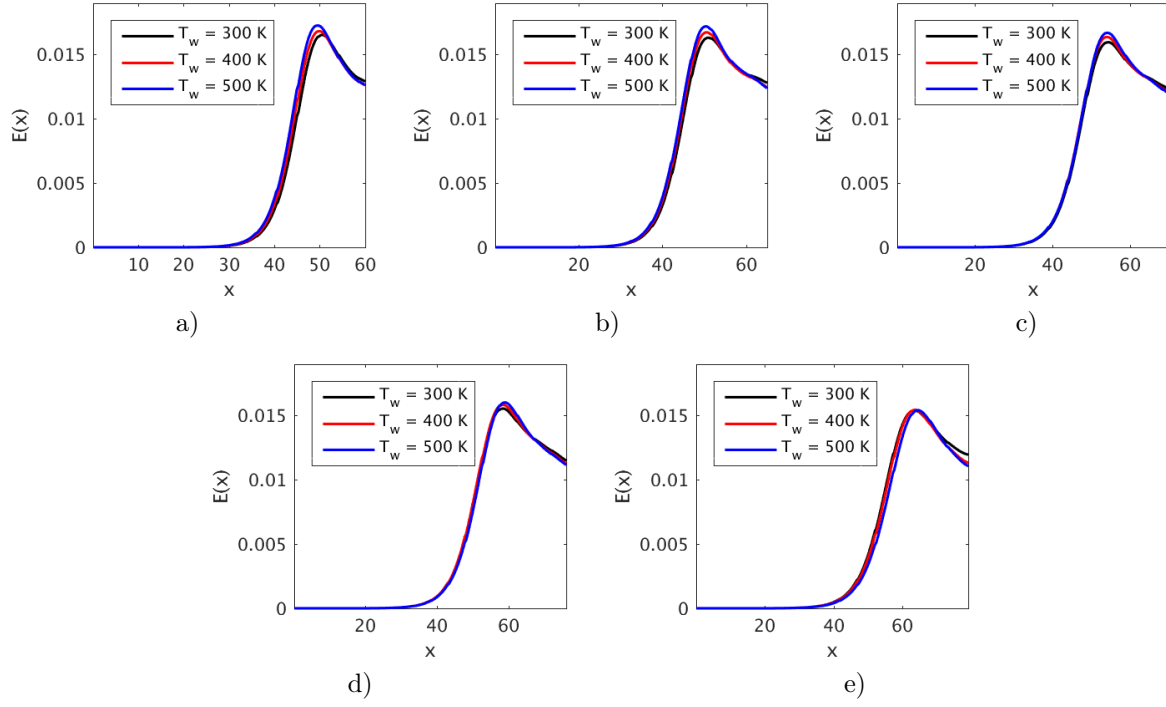 T_w = 300 K
T_w = 400 K
T_w = 500 K
0.015
0.01
0.005
0
E(x)
10 20 30 40 50 60
x
a)
T_w = 300 K
T_w = 400 K
T_w = 500 K
0.015
0.01
0.005
0
E(x)
20 40 60
x
b)
T_w = 300 K
T_w = 400 K
T_w = 500 K
0.015
0.01
0.005
0
E(x)
20 40 60
x
c)
T_w = 300 K
T_w = 400 K
T_w = 500 K
0.015
0.01
0.005
0
E(x)
20 40 60
x
d)
T_w = 300 K
T_w = 400 K
T_w = 500 K
0.015
0.01
0.005
0
E(x)
20 40 60
x
e)